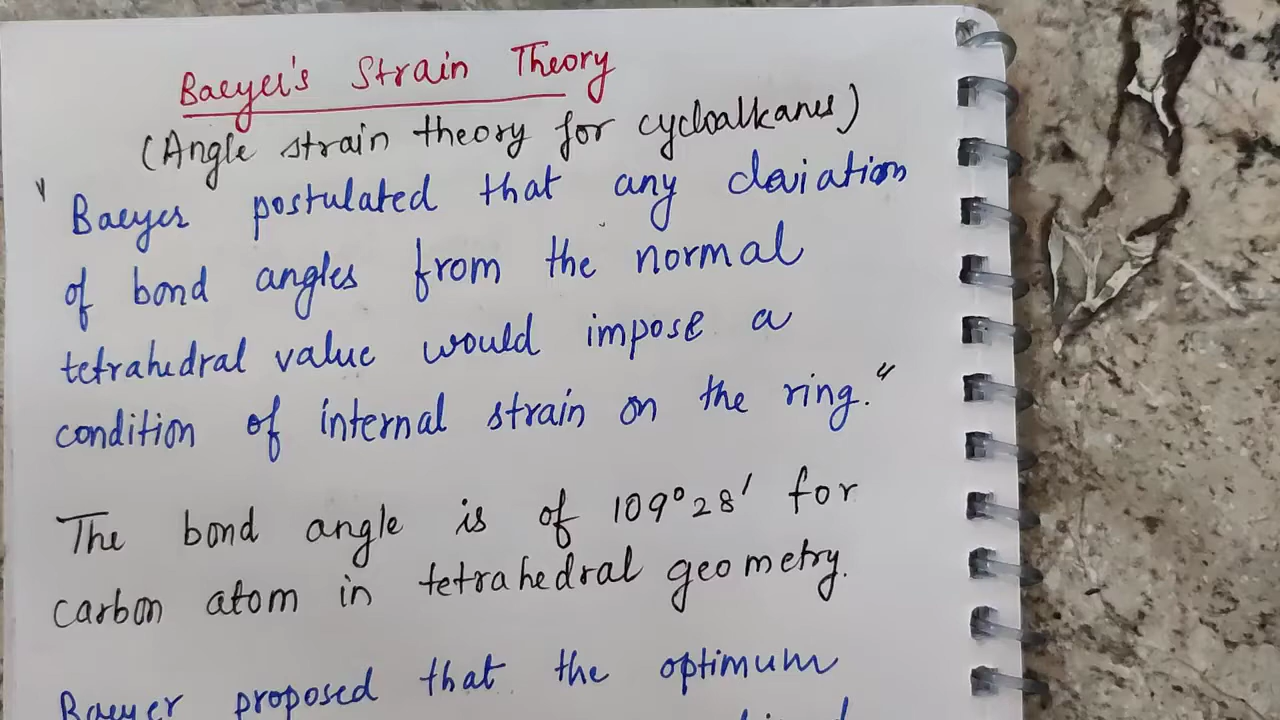 Baeyer's Strain Theory
(Angle strain theory for cycloalkanes)
"Baeyer postulated that any deviation
of bond angles from the normal
tetrahedral value would impose a
condition of internal strain on the ring."
The bond angle is of 109°28' for
carbon atom in tetrahedral geometry.
Baeyer proposed that the optimum